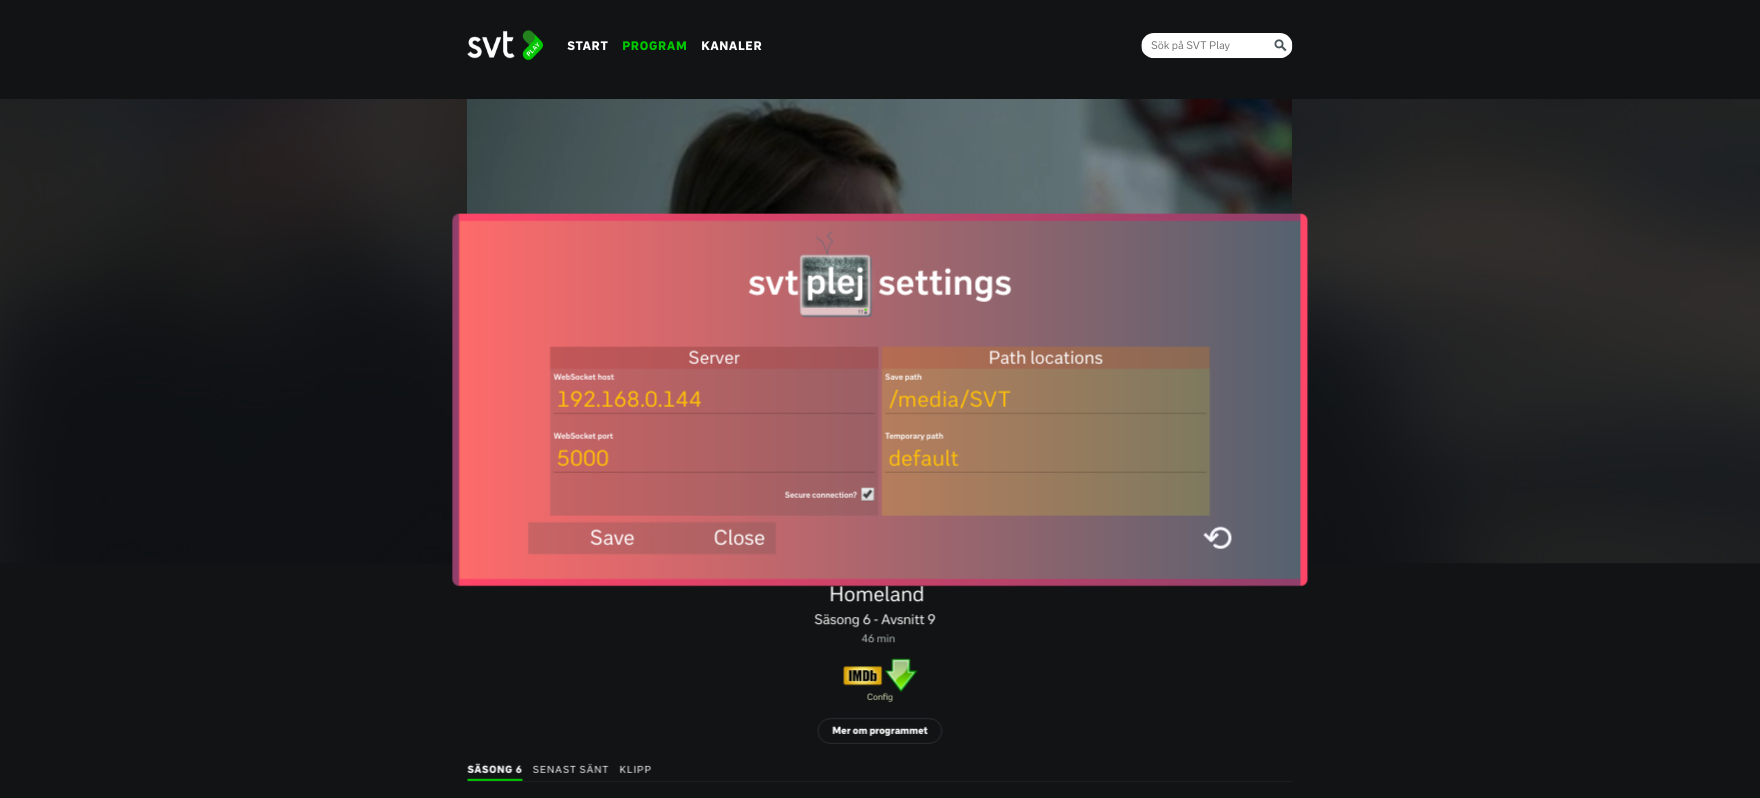 svt PLAY START PROGRAM KANALER Sök på SVT Play
svt plej settings
Server
WebSocket host
192.168.0.144
WebSocket port
5000
Secure connection?
Path locations
Save path
/media/SVT
Temporary path
default
Save Close
Homeland
Säsong 6 - Avsnitt 9
46 min
IMDb
Config
Mer om programmet
SÄSONG 6 SENAST SÄNT KLIPP